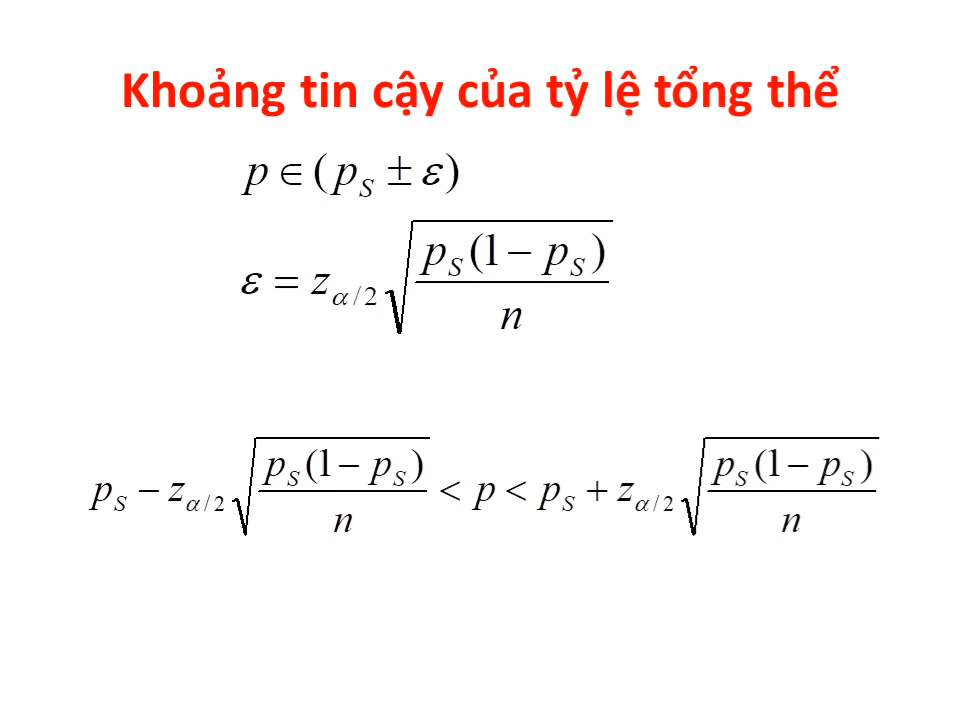 Khoảng tin cậy của tỷ lệ tổng thể
p ∈ ( p_S ± ε )
ε = z_{α/2} √(p_S (1 − p_S ) / n)
p_S − z_{α/2} √(p_S (1 − p_S ) / n) < p < p_S + z_{α/2} √(p_S (1 − p_S ) / n)